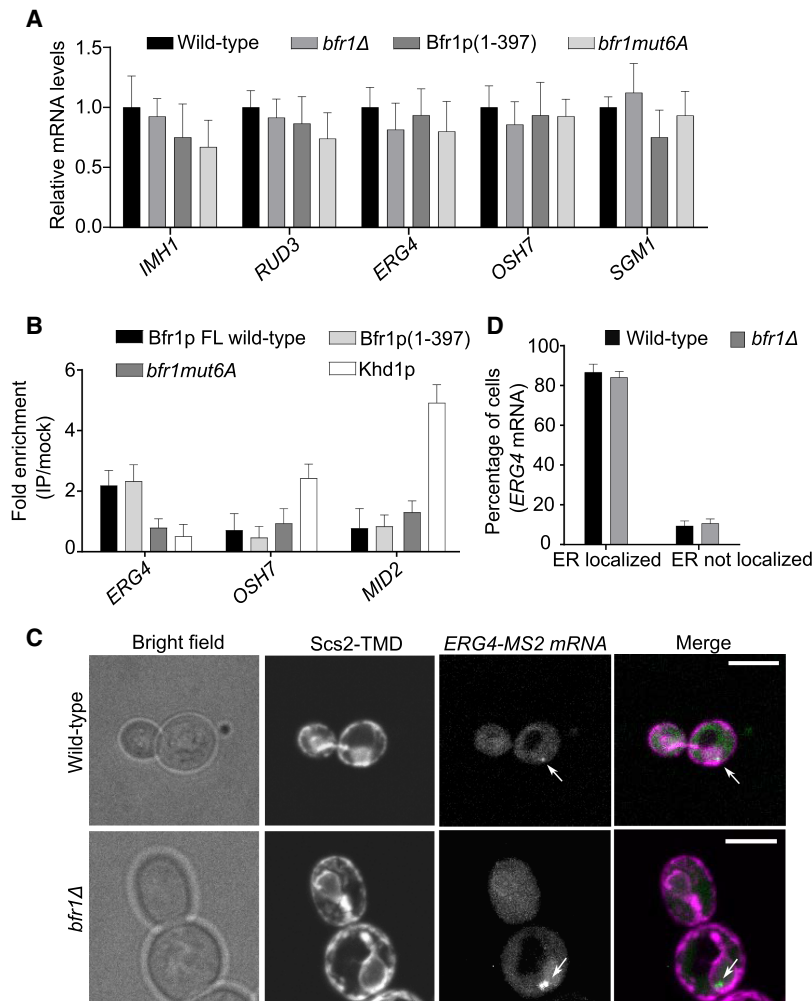 A
Wild-type bfr1Δ Bfr1p(1-397) bfr1mut6A
Relative mRNA levels
1.5
1.0
0.5
0.0
IMH1 RUD3 ERG4 OSH7 SGM1
B
Bfr1p FL wild-type Bfr1p(1-397)
bfr1mut6A Khd1p
Fold enrichment
(IP/mock)
6
4
2
0
ERG4 OSH7 MID2
D
Wild-type bfr1Δ
Percentage of cells
(ERG4 mRNA)
100
80
60
40
20
0
ER localized ER not localized
C
Bright field Scs2-TMD ERG4-MS2 mRNA Merge
Wild-type
bfr1Δ